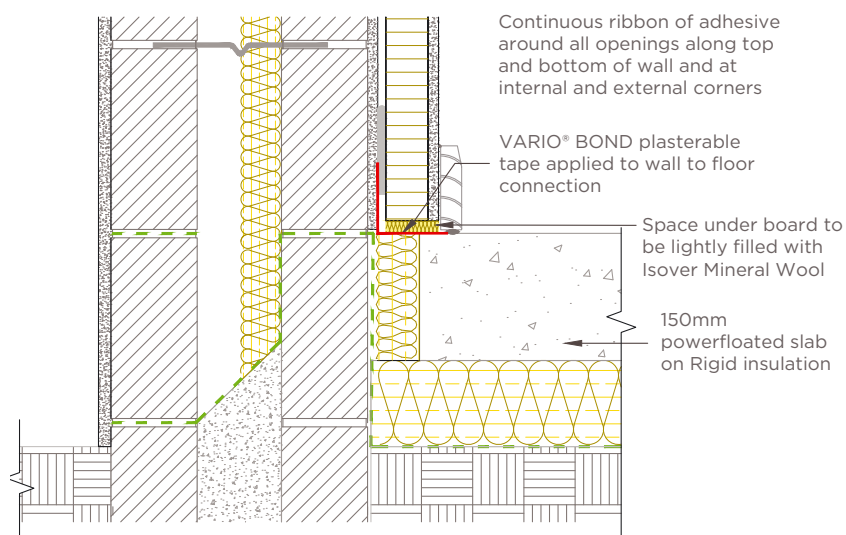 Continuous ribbon of adhesive
around all openings along top
and bottom of wall and at
internal and external corners
VARIO® BOND plasterable
tape applied to wall to floor
connection
Space under board to
be lightly filled with
Isover Mineral Wool
150mm
powerfloated slab
on Rigid insulation